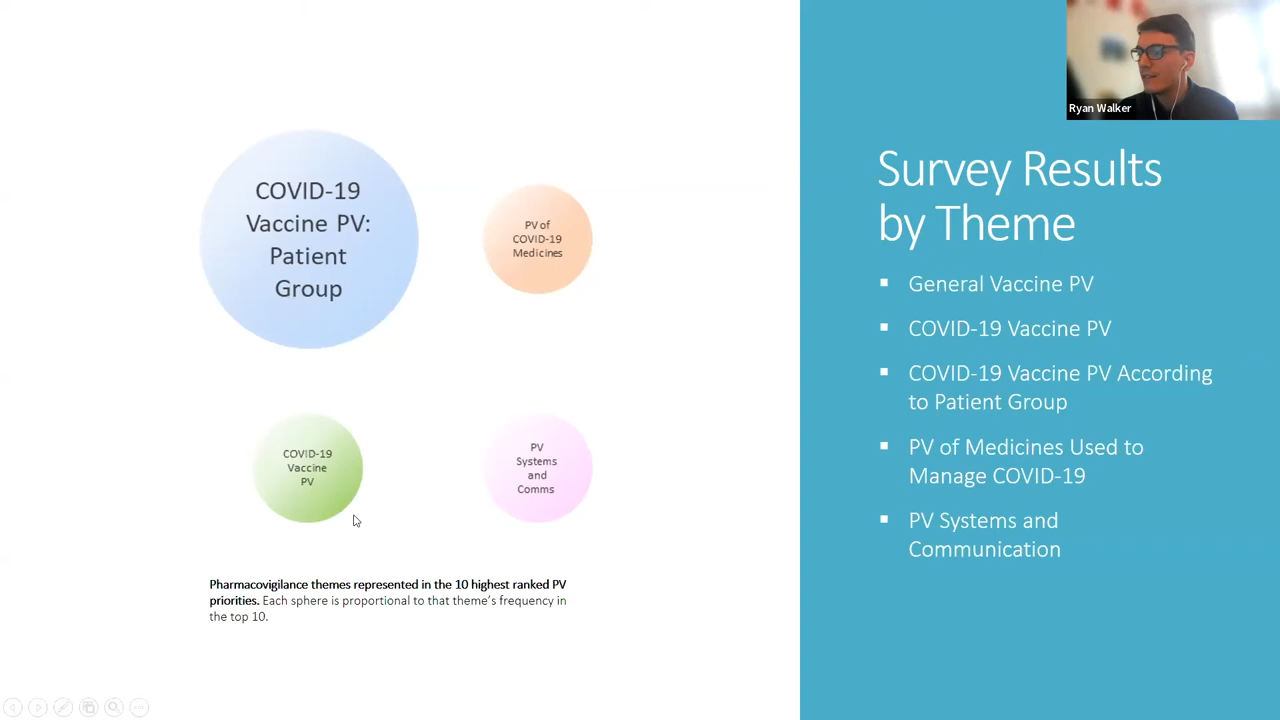 COVID-19
Vaccine PV:
Patient
Group
PV of
COVID-19
Medicines
COVID-19
Vaccine
PV
PV
Systems
and
Comms
Pharmacovigilance themes represented in the 10 highest ranked PV
priorities. Each sphere is proportional to that theme's frequency in
the top 10.
Ryan Walker
Survey Results
by Theme
▪ General Vaccine PV
▪ COVID-19 Vaccine PV
▪ COVID-19 Vaccine PV According
to Patient Group
▪ PV of Medicines Used to
Manage COVID-19
▪ PV Systems and
Communication